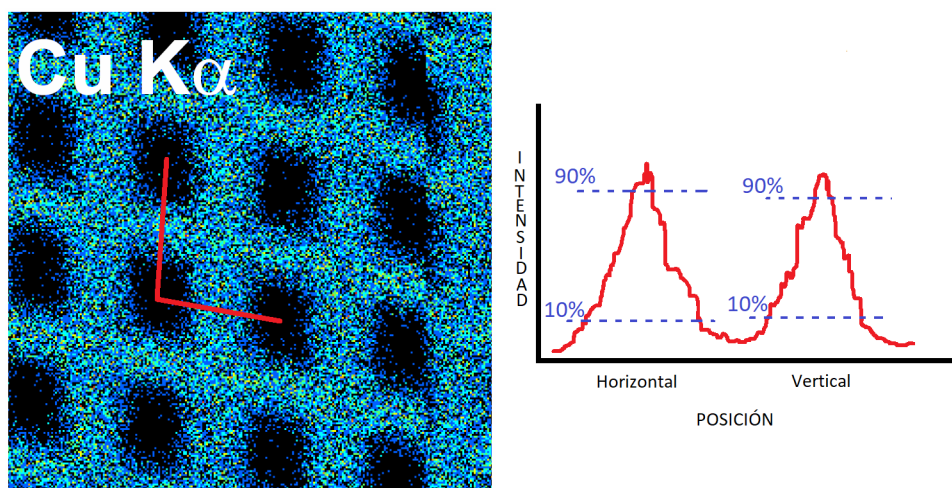 Cu Kα
INTENSIDAD
90%
90%
10%
10%
Horizontal
Vertical
POSICIÓN